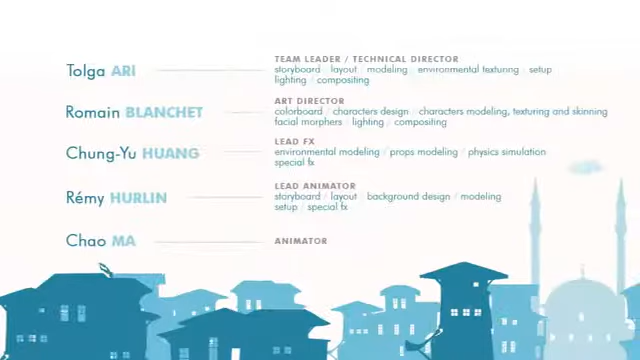 Tolga ARI
TEAM LEADER / TECHNICAL DIRECTOR
storyboard / layout / modeling / environmental texturing / setup
lighting / compositing
Romain BLANCHET
ART DIRECTOR
colorboard / characters design / characters modeling, texturing and skinning
facial morphers / lighting / compositing
Chung-Yu HUANG
LEAD FX
environmental modeling / props modeling / physics simulation
special fx
Rémy HURLIN
LEAD ANIMATOR
storyboard / layout / background design / modeling
setup / special fx
Chao MA
ANIMATOR